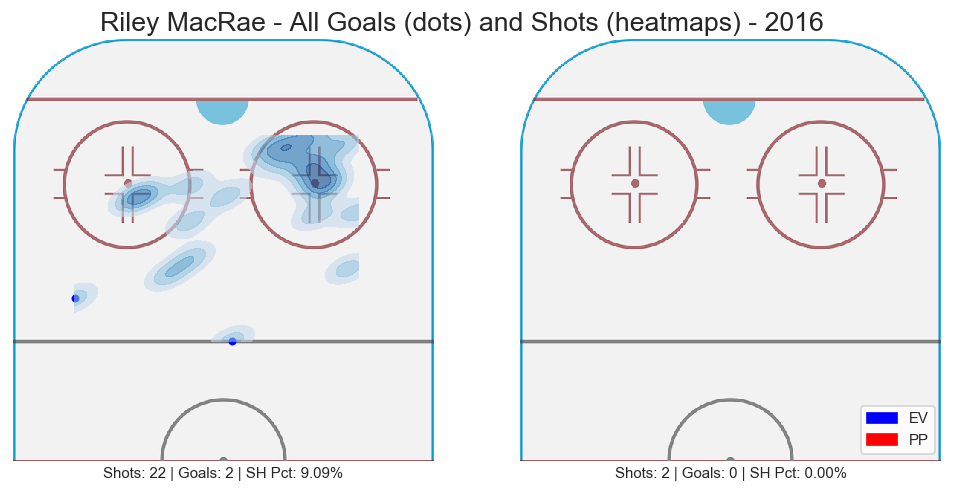 Riley MacRae - All Goals (dots) and Shots (heatmaps) - 2016
EV
PP
Shots: 22 | Goals: 2 | SH Pct: 9.09%
Shots: 2 | Goals: 0 | SH Pct: 0.00%